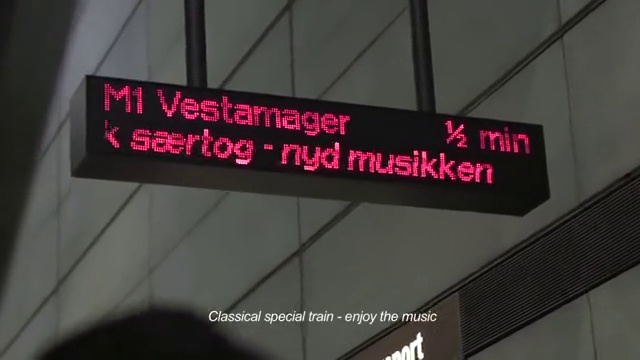 M1 Vestamager ½ min
k særtog - nyd musikken
Classical special train - enjoy the music